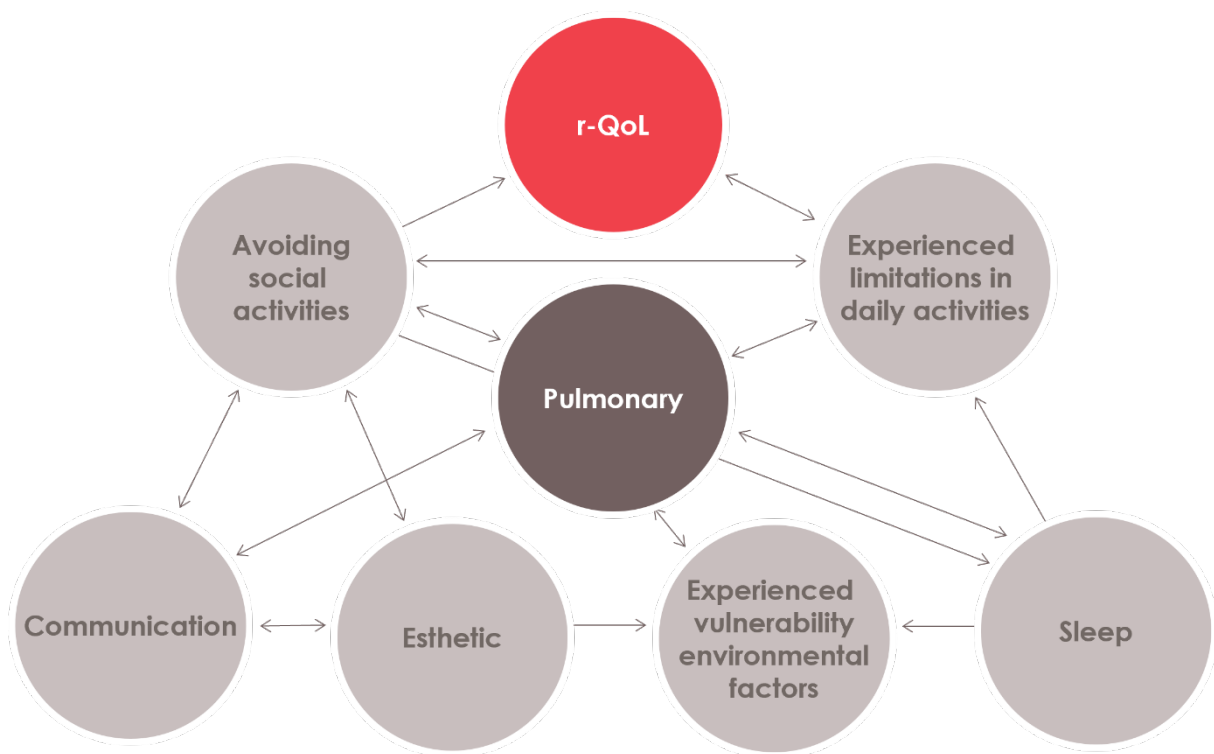 r-QoL
Avoiding
social
activities
Experienced
limitations in
daily activities
Pulmonary
Communication
Esthetic
Experienced
vulnerability
environmental
factors
Sleep